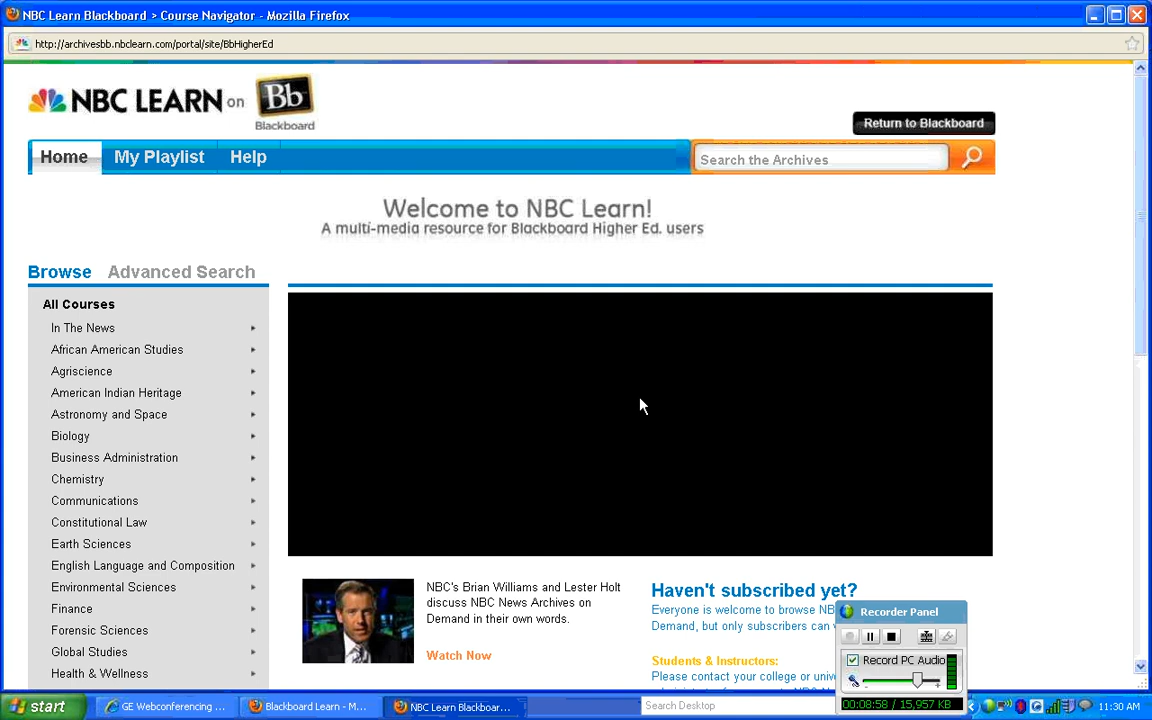 NBC Learn Blackboard > Course Navigator - Mozilla Firefox
http://archivesbb.nbclearn.com/portal/site/BbHigherEd
NBC LEARN on Bb
Blackboard
Return to Blackboard
Home My Playlist Help Search the Archives
Welcome to NBC Learn!
A multi-media resource for Blackboard Higher Ed. users
Browse Advanced Search
All Courses
In The News
African American Studies
Agriscience
American Indian Heritage
Astronomy and Space
Biology
Business Administration
Chemistry
Communications
Constitutional Law
Earth Sciences
English Language and Composition
Environmental Sciences
Finance
Forensic Sciences
Global Studies
Health & Wellness
NBC's Brian Williams and Lester Holt
discuss NBC News Archives on
Demand in their own words.
Watch Now
Haven't subscribed yet?
Everyone is welcome to browse NB
Demand, but only subscribers can
Students & Instructors:
Please contact your college or univ
Recorder Panel
Record PC Audio
00:08:58 / 15,957 KB
start GE Webconferencing ... Blackboard Learn - M... NBC Learn Blackboar... Search Desktop 11:30 AM